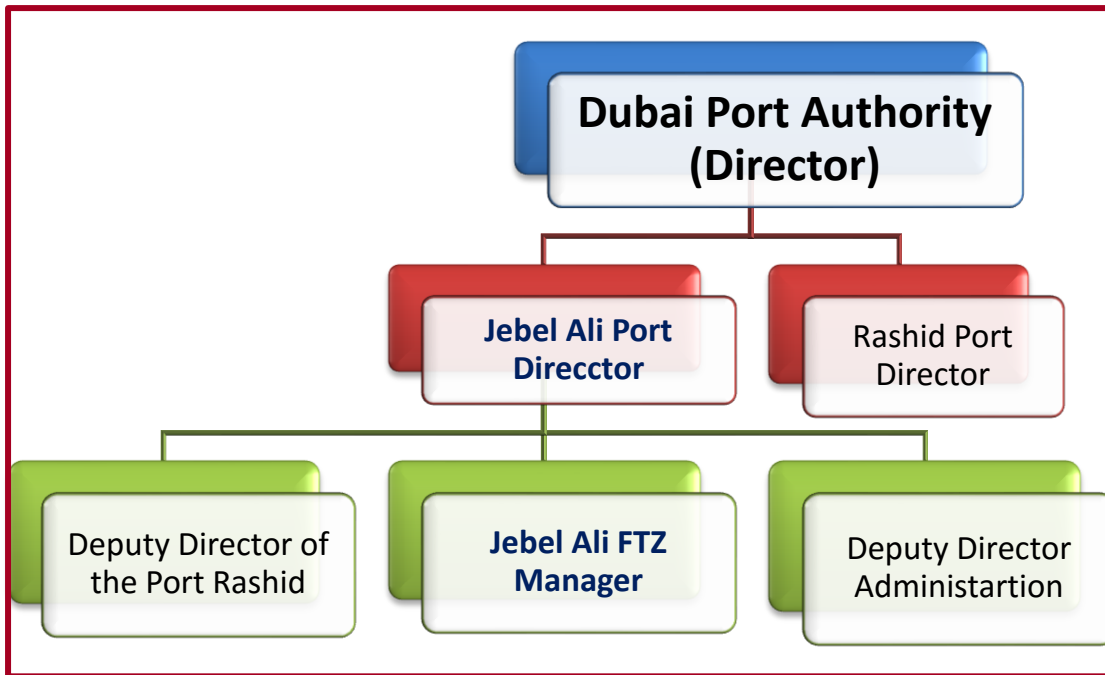 Dubai Port Authority
(Director)
Jebel Ali Port
Direcctor
Rashid Port
Director
Deputy Director of
the Port Rashid
Jebel Ali FTZ
Manager
Deputy Director
Administartion